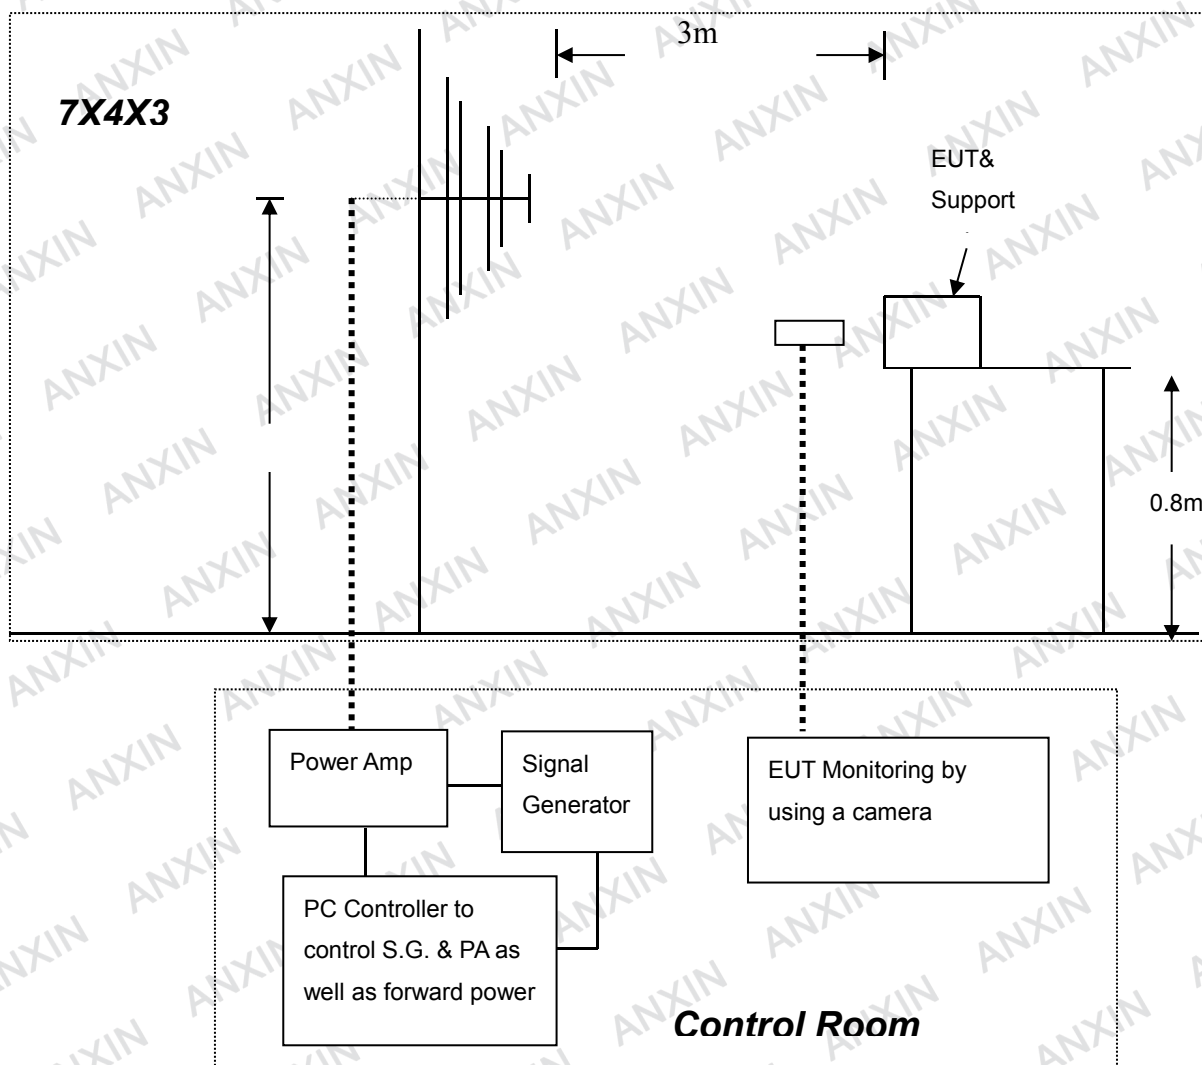 3m
7X4X3
EUT&
Support
0.8m
Power Amp
Signal
Generator
EUT Monitoring by
using a camera
PC Controller to
control S.G. & PA as
well as forward power
Control Room
ANXIN